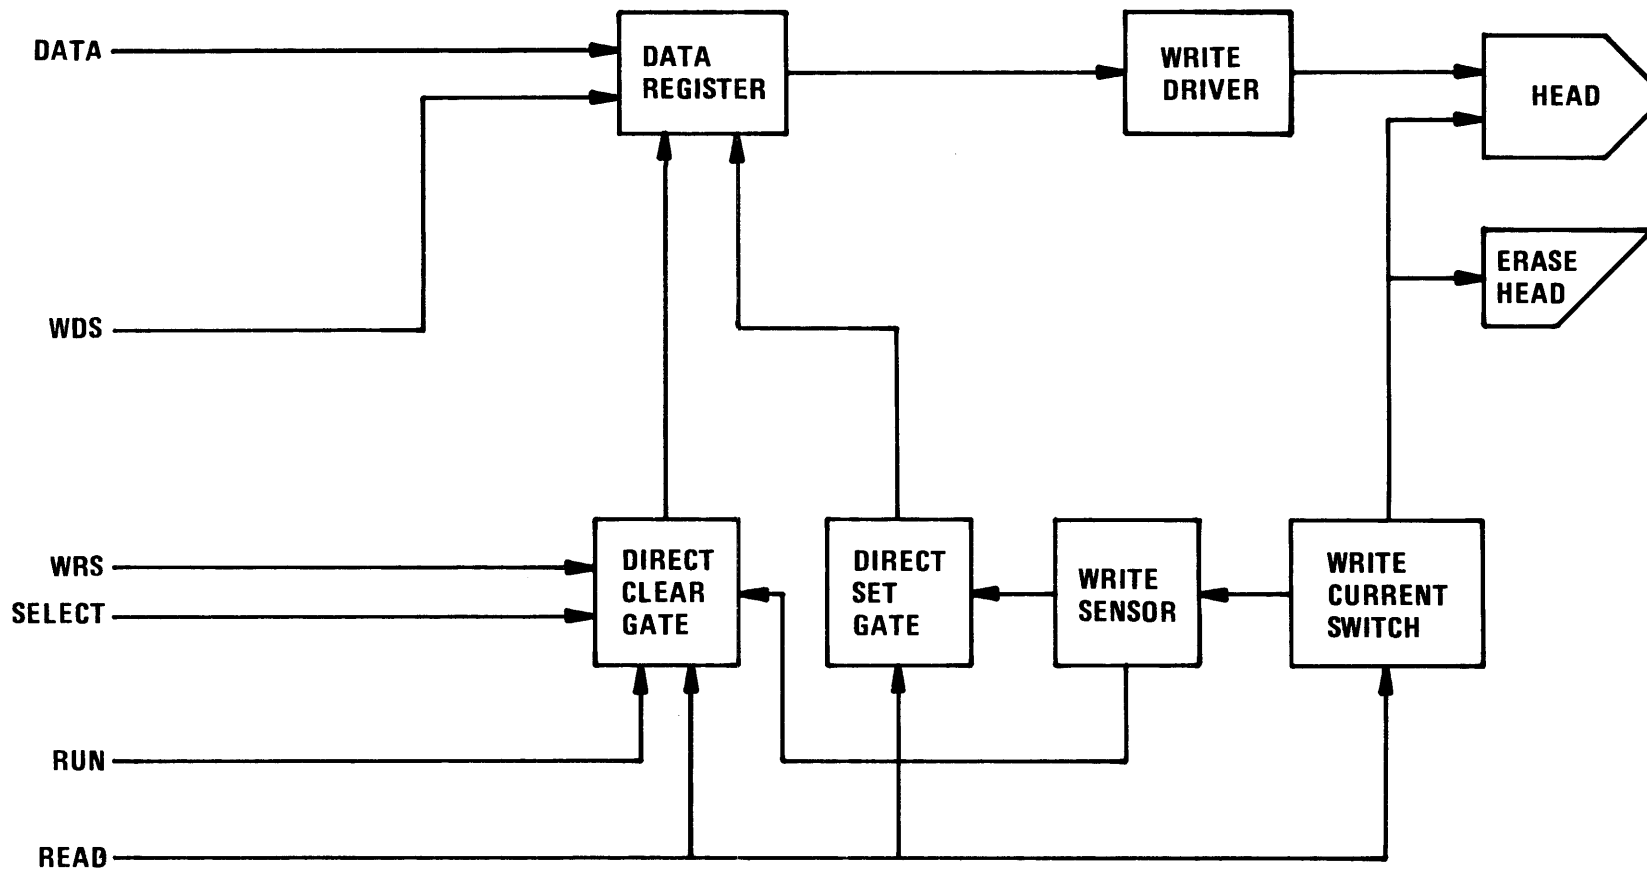 DATA
DATA
REGISTER
WRITE
DRIVER
HEAD
ERASE
HEAD
WDS
WRS
SELECT
DIRECT
CLEAR
GATE
DIRECT
SET
GATE
WRITE
SENSOR
WRITE
CURRENT
SWITCH
RUN
READ